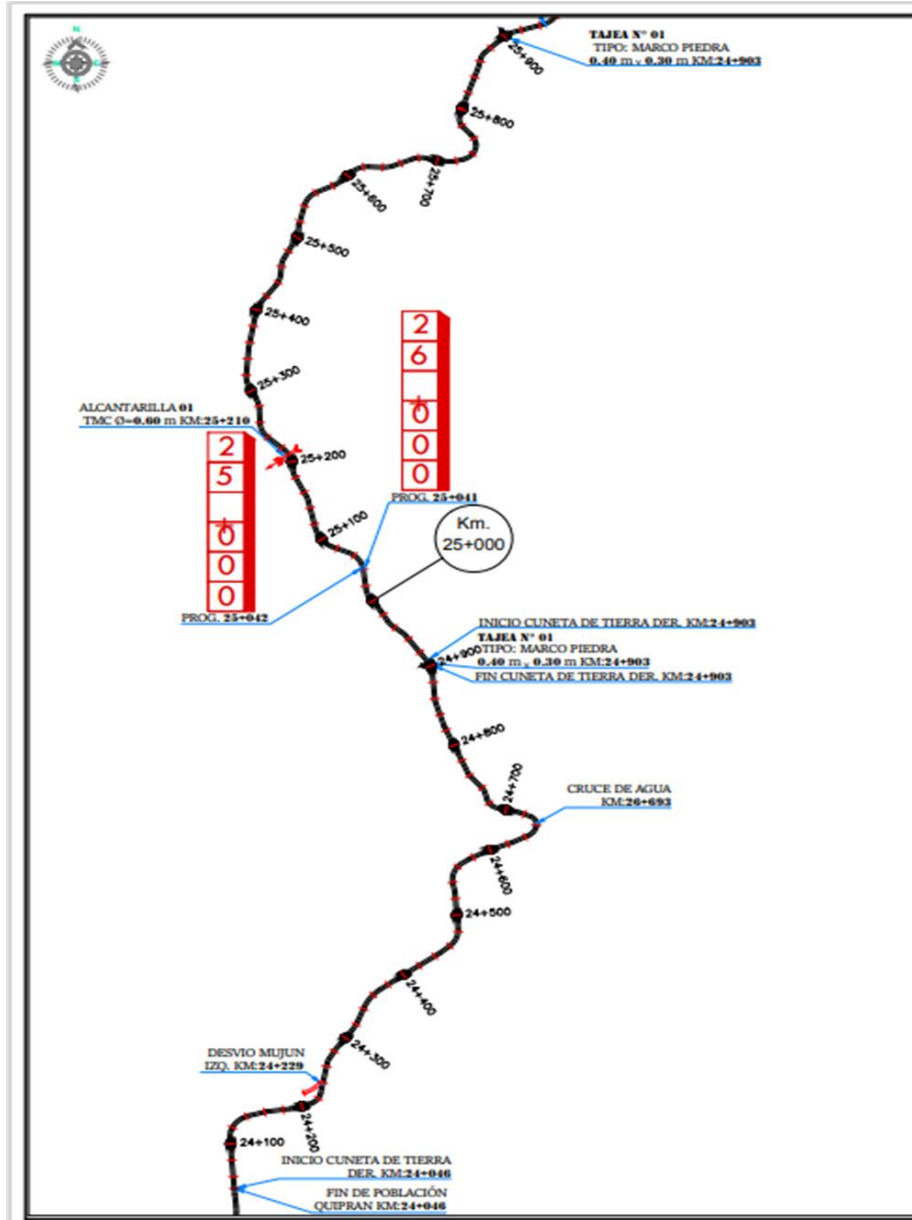 N
S
TAJEA N° 01
TIPO: MARCO PIEDRA
0.40 m x 0.30 m KM:24+903
25+900
25+800
25+700
25+600
25+500
25+400
25+300
26+000
ALCANTARILLA 01
TMC Ø=0.60 m KM:25+210
25+200
25+000
PROG. 25+041
25+100
Km.
25+000
PROG. 25+042
INICIO CUNETA DE TIERRA DER. KM:24+903
TAJEA N° 01
24+900
TIPO: MARCO PIEDRA
0.40 m x 0.30 m KM:24+903
FIN CUNETA DE TIERRA DER. KM:24+903
24+800
24+700
CRUCE DE AGUA
KM:26+693
24+600
24+500
24+400
24+300
DESVIO MUJUN
IZQ. KM:24+229
24+200
24+100
INICIO CUNETA DE TIERRA
DER. KM:24+046
FIN DE POBLACIÓN
QUIPRAN KM:24+046